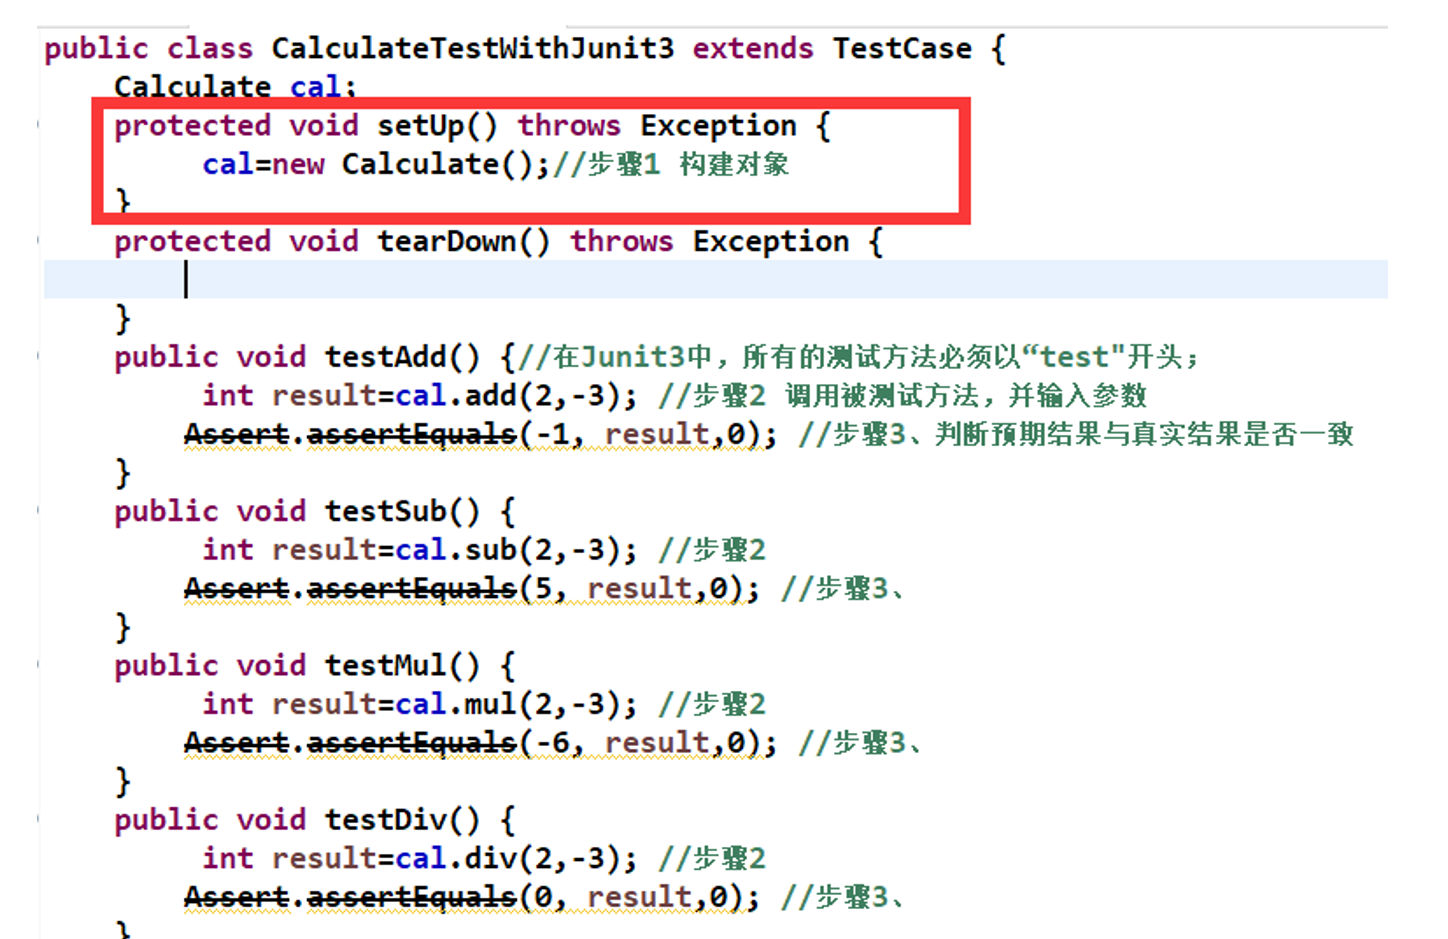 public class CalculateTestWithJunit3 extends TestCase {
Calculate cal;
protected void setUp() throws Exception {
cal=new Calculate();//步骤1 构建对象
}
protected void tearDown() throws Exception {
}
public void testAdd() {//在Junit3中，所有的测试方法必须以“test"开头；
int result=cal.add(2,-3); //步骤2 调用被测试方法，并输入参数
Assert.assertEquals(-1, result,0); //步骤3、判断预期结果与真实结果是否一致
}
public void testSub() {
int result=cal.sub(2,-3); //步骤2
Assert.assertEquals(5, result,0); //步骤3、
}
public void testMul() {
int result=cal.mul(2,-3); //步骤2
Assert.assertEquals(-6, result,0); //步骤3、
}
public void testDiv() {
int result=cal.div(2,-3); //步骤2
Assert.assertEquals(0, result,0); //步骤3、
}